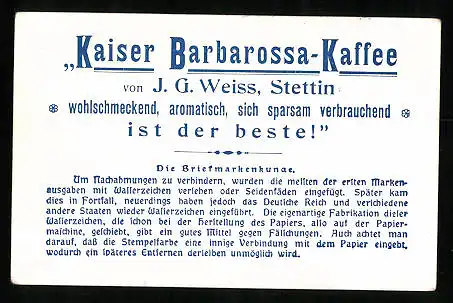 „Kaiser Barbarossa-Kaffee
von J. G. Weiss, Stettin
wohlschmeckend, aromatisch, sich sparsam verbrauchend
ist der beste!"
Die Briefmarkenkunde.
Um Nachahmungen zu verhindern, wurden die meisten der ersten Marken-
ausgaben mit Wasserzeichen versehen oder Seidenfäden eingefügt. Später kam
dies in Fortfall, neuerdings haben jedoch das Deutsche Reich und verschiedene
andere Staaten wieder Wasserzeichen eingeführt. Die eigenartige Fabrikation dieser
Wasserzeichen, die schon bei der Herstellung des Papiers, also auf der Papier-
maschine, geschieht, gibt ein gutes Mittel gegen Fälschungen. Auch achtet man
darauf, daß die Stempelfarbe eine innige Verbindung mit dem Papier eingeht,
wodurch ein späteres Entfernen derselben unmöglich wird.